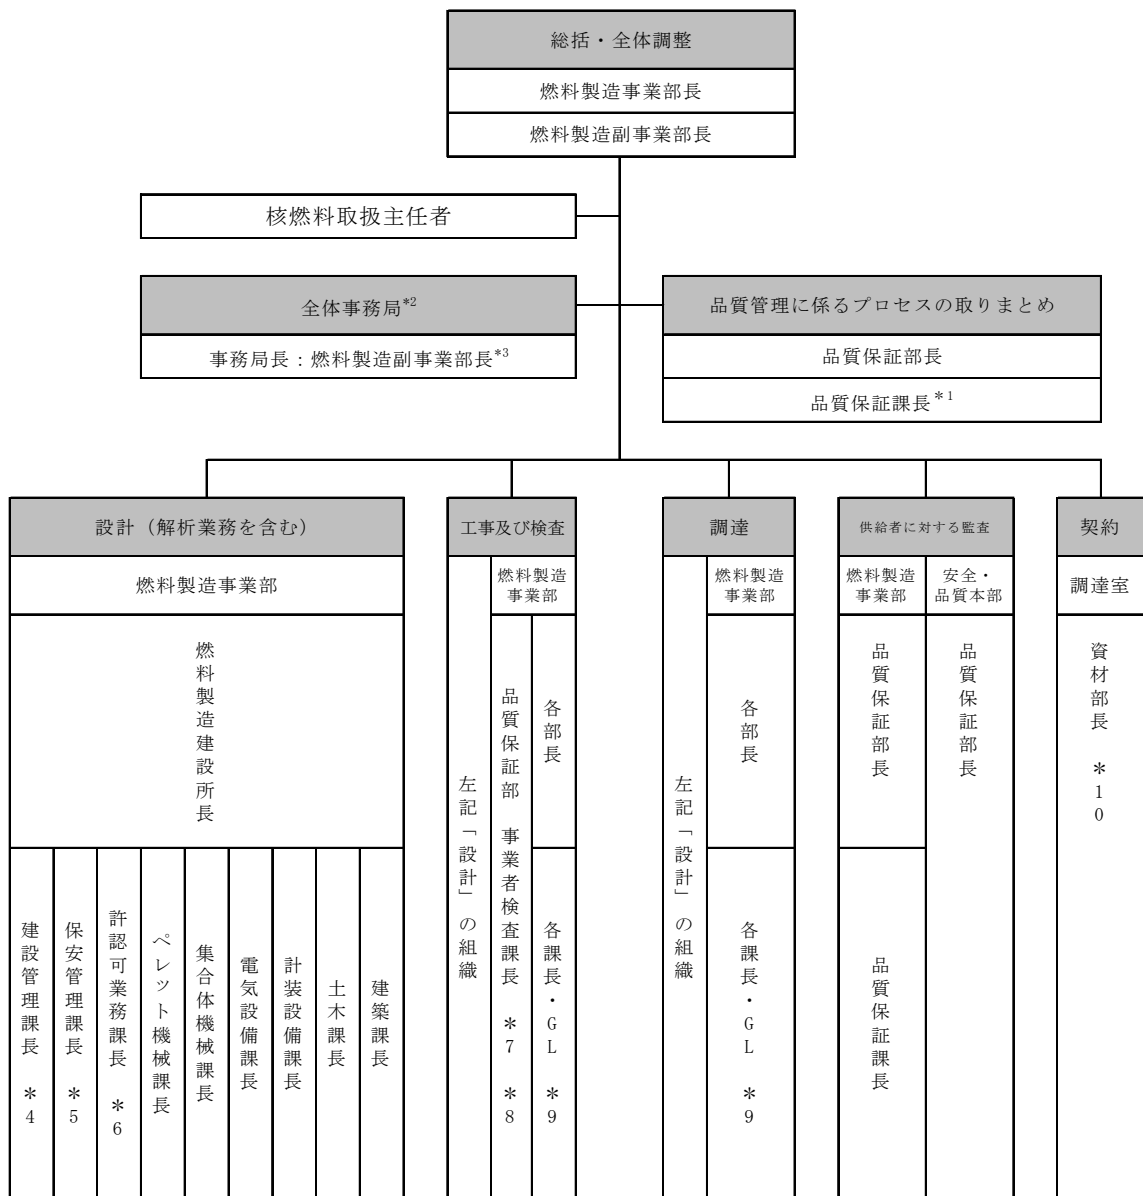 総括・全体調整
燃料製造事業部長
燃料製造副事業部長
核燃料取扱主任者
全体事務局*2
事務局長：燃料製造副事業部長*3
品質管理に係るプロセスの取りまとめ
品質保証部長
品質保証課長*1
設計（解析業務を含む）
燃料製造事業部
燃料製造建設所長
建設管理課長 *4
保安管理課長 *5
許認可業務課長 *6
ペレット機械課長
集合体機械課長
電気設備課長
計装設備課長
土木課長
建築課長
工事及び検査
左記「設計」の組織
燃料製造
事業部
品質保証部 事業者検査課長 *7 *8
各部長
各課長・GL *9
調達
左記「設計」の組織
燃料製造
事業部
各部長
各課長・GL *9
供給者に対する監査
燃料製造
事業部
品質保証部長
品質保証課長
安全・
品質本部
品質保証部長
契約
調達室
資材部長 *10